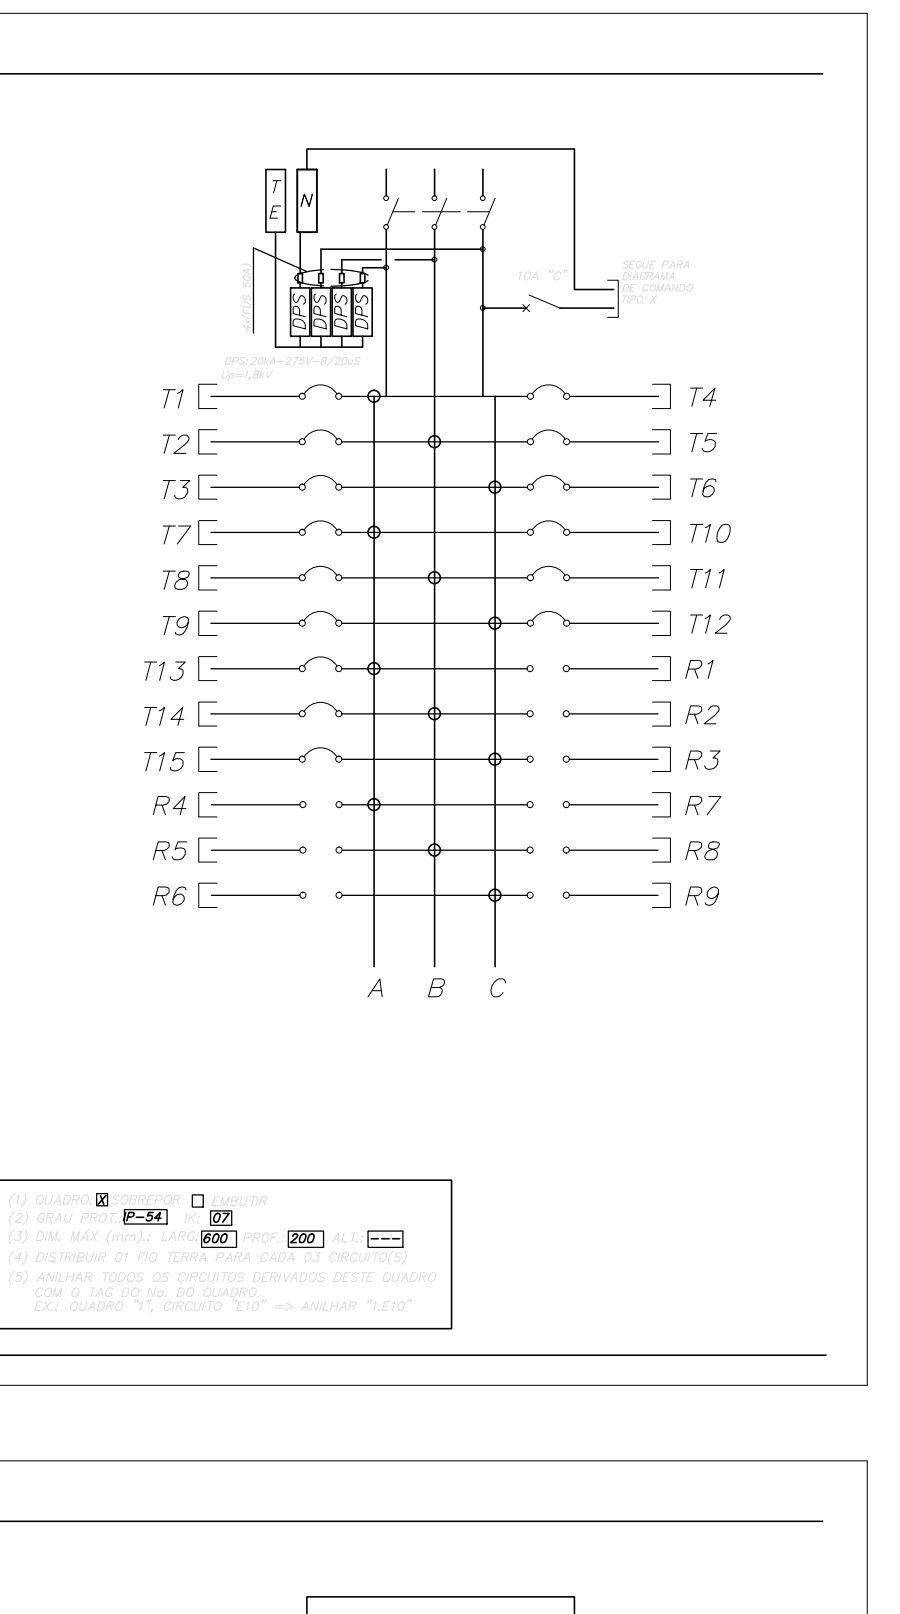 T
E
N
4x(FUS 50A)
DPS DPS DPS DPS
10A "C"
SEGUE PARA
DIAGRAMA
DE COMANDO
TIPO X
DPS: 20kA-275V-8/20uS
Up=1,8kV
T1 T4
T2 T5
T3 T6
T7 T10
T8 T11
T9 T12
T13 R1
T14 R2
T15 R3
R4 R7
R5 R8
R6 R9
A B C
(1) QUADRO: X SOBREPOR EMBUTIR
(2) GRAU PROT.: IP-54 IK: 07
(3) DIM. MÁX (mm).: LARG: 600 PROF.: 200 ALT.: ---
(4) DISTRIBUIR 01 FIO TERRA PARA CADA 03 CIRCUITO(S)
(5) ANILHAR TODOS OS CIRCUITOS DERIVADOS DESTE QUADRO
COM O TAG DO No. DO QUADRO.
EX.: QUADRO "1", CIRCUITO "E10" => ANILHAR "1.E10"